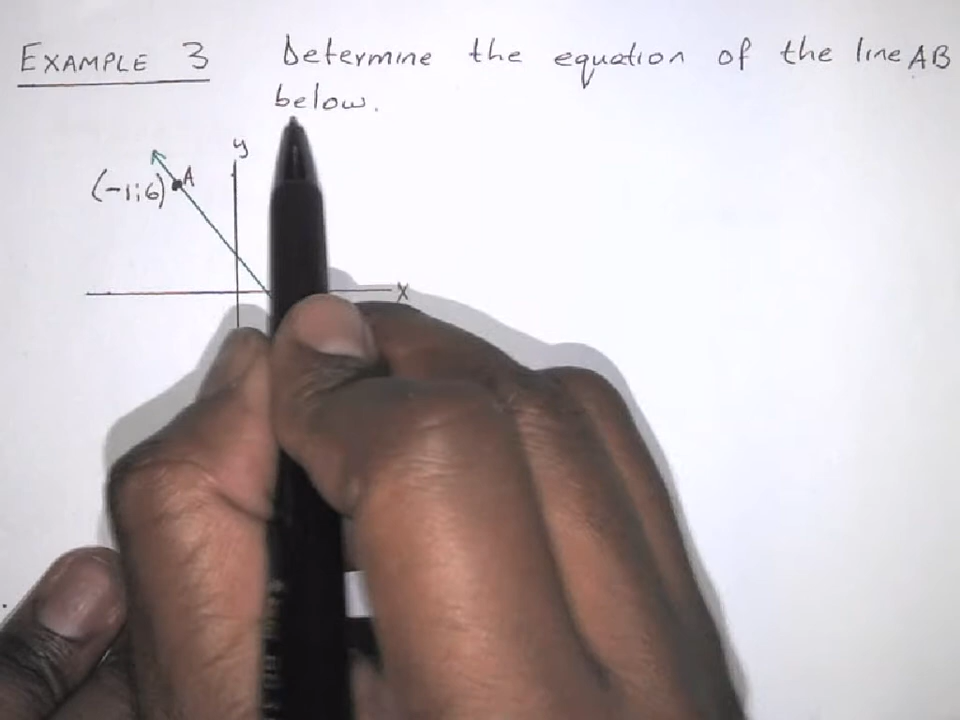 EXAMPLE 3 Determine the equation of the line AB
below.
y
(-1;6) A
x